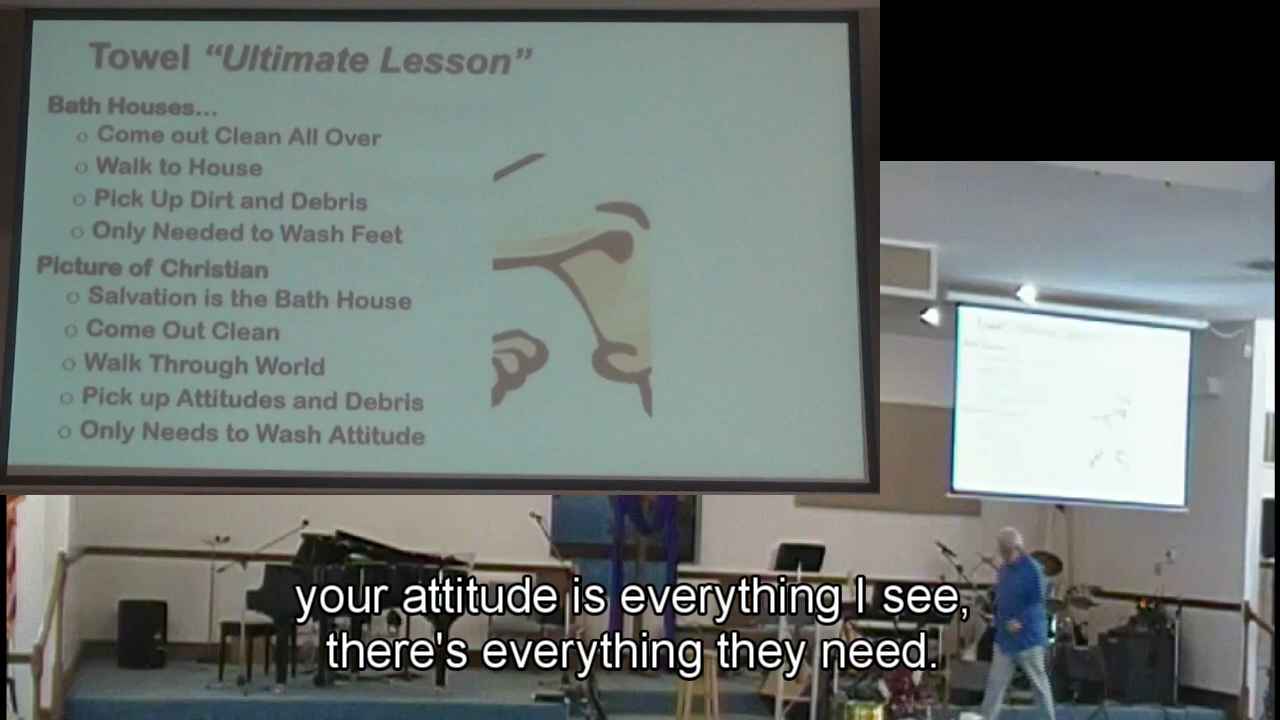 Towel “Ultimate Lesson”
Bath Houses...
o Come out Clean All Over
o Walk to House
o Pick Up Dirt and Debris
o Only Needed to Wash Feet
Picture of Christian
o Salvation is the Bath House
o Come Out Clean
o Walk Through World
o Pick up Attitudes and Debris
o Only Needs to Wash Attitude
your attitude is everything I see,
there's everything they need.